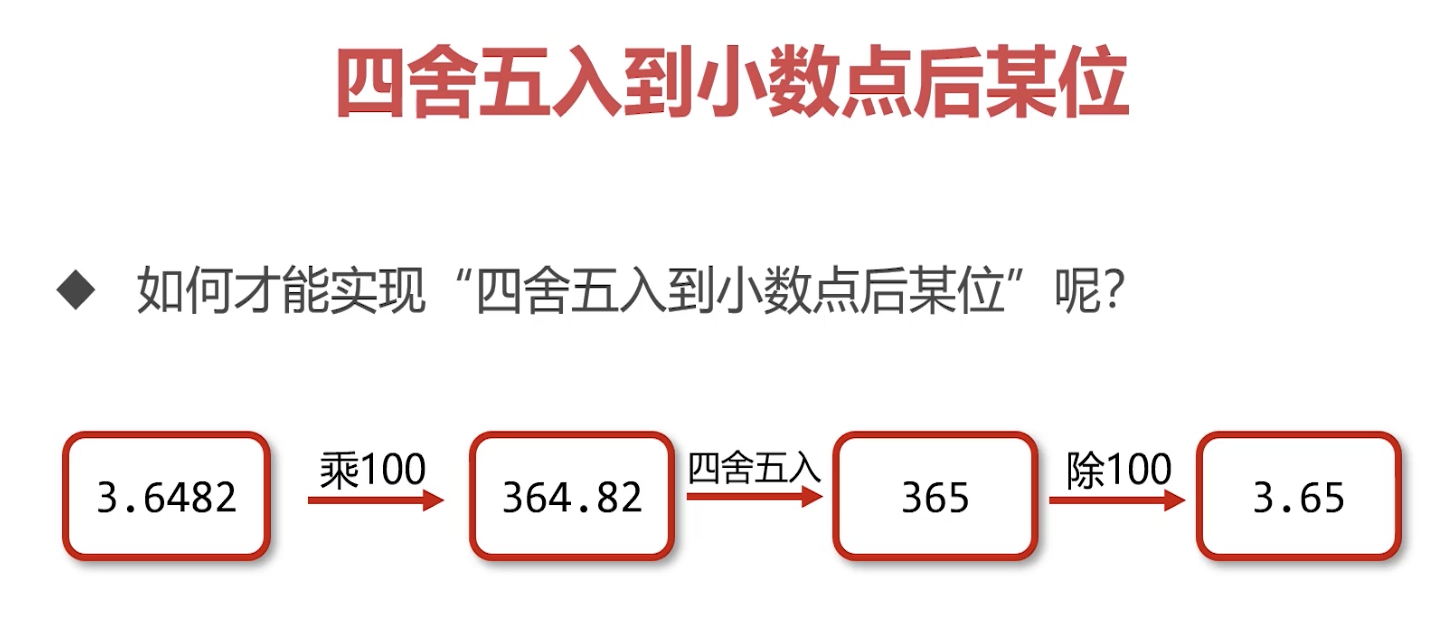 四舍五入到小数点后某位
如何才能实现“四舍五入到小数点后某位”呢？
3.6482 乘100 364.82 四舍五入 365 除100 3.65